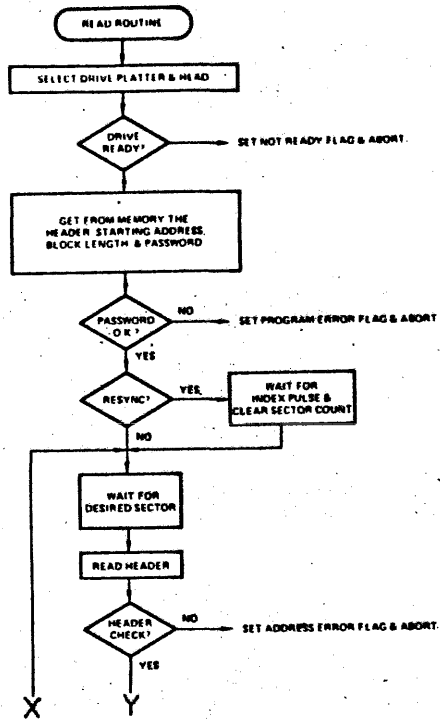 READ ROUTINE
SELECT DRIVE PLATTER & HEAD
DRIVE
READY?
SET NOT READY FLAG & ABORT.
GET FROM MEMORY THE
HEADER STARTING ADDRESS,
BLOCK LENGTH & PASSWORD
PASSWORD
OK?
NO
SET PROGRAM ERROR FLAG & ABORT
YES
RESYNC?
YES
WAIT FOR
INDEX PULSE &
CLEAR SECTOR COUNT
NO
WAIT FOR
DESIRED SECTOR
READ HEADER
HEADER
CHECK?
NO
SET ADDRESS ERROR FLAG & ABORT.
YES
X
Y